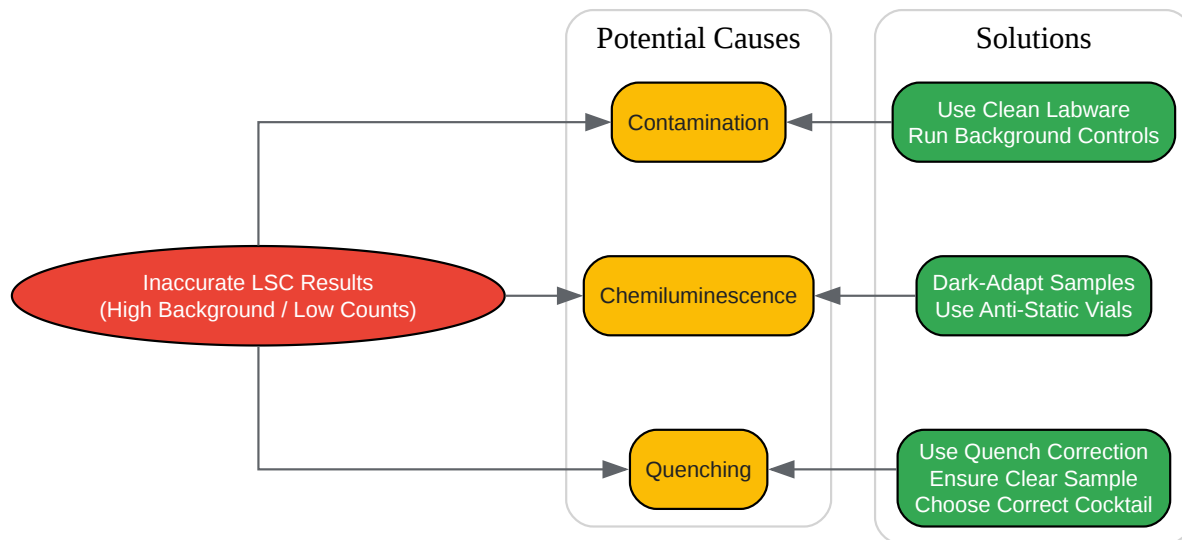 Potential Causes
Solutions
Contamination
Use Clean Labware
Run Background Controls
Inaccurate LSC Results
(High Background / Low Counts)
Chemiluminescence
Dark-Adapt Samples
Use Anti-Static Vials
Quenching
Use Quench Correction
Ensure Clear Sample
Choose Correct Cocktail